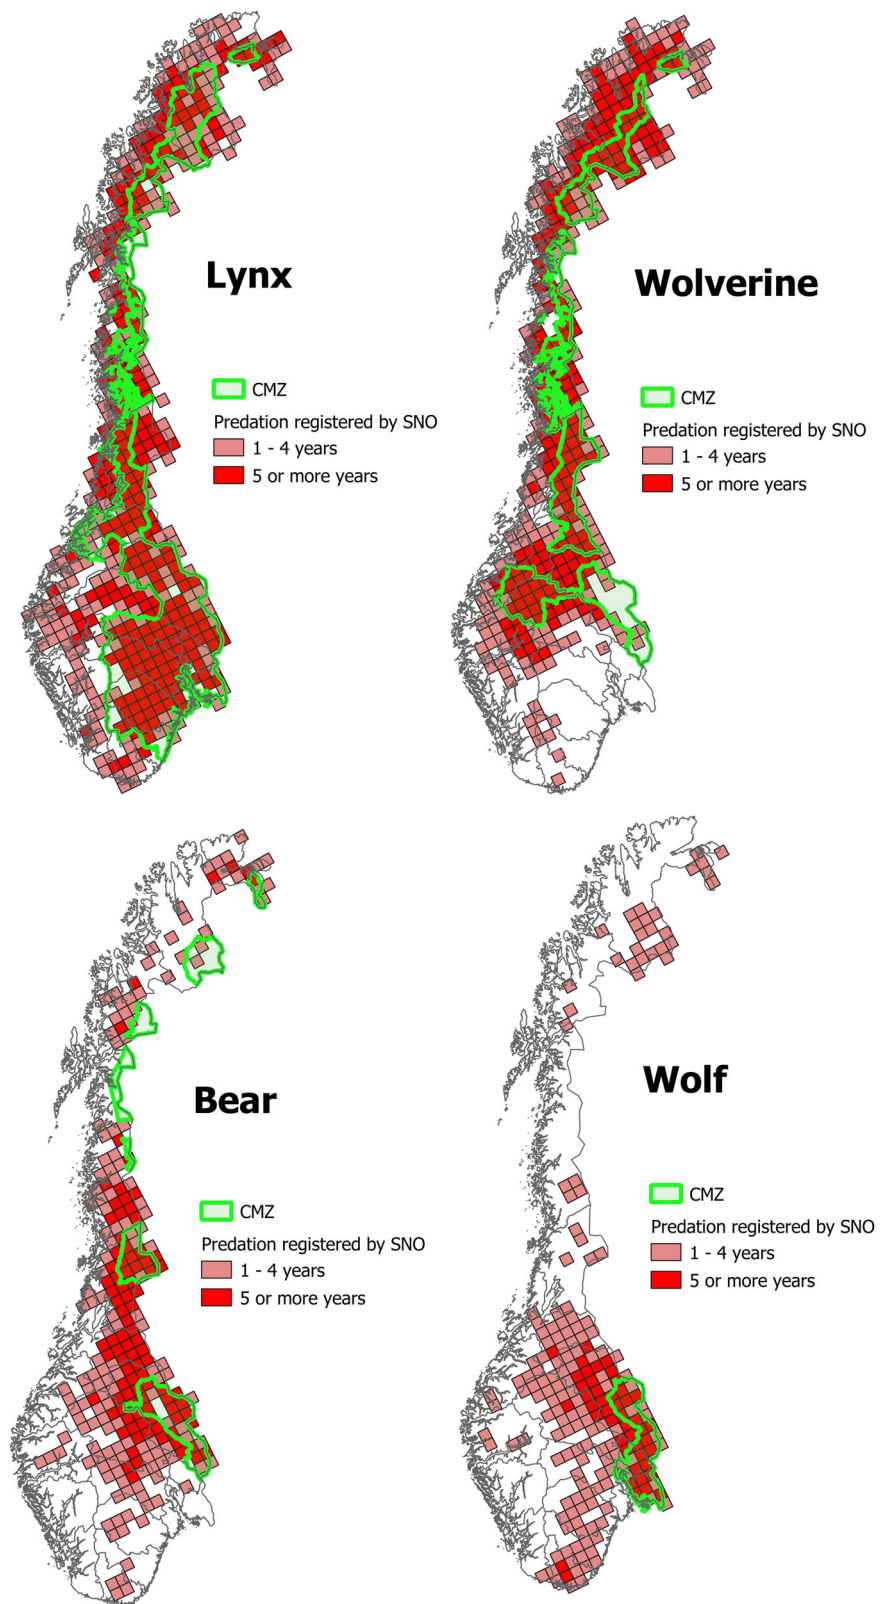 Lynx
CMZ
Predation registered by SNO
1 - 4 years
5 or more years
Wolverine
CMZ
Predation registered by SNO
1 - 4 years
5 or more years
Bear
CMZ
Predation registered by SNO
1 - 4 years
5 or more years
Wolf
CMZ
Predation registered by SNO
1 - 4 years
5 or more years